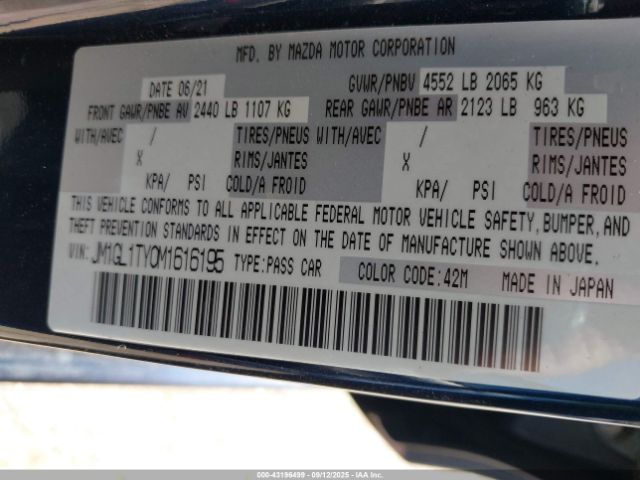 MFD. BY MAZDA MOTOR CORPORATION
DATE 06/21 GVWR/PNBV 4552 LB 2065 KG
FRONT GAWR/PNBE AV 2440 LB 1107 KG REAR GAWR/PNBE AR 2123 LB 963 KG
WITH/AVEC / TIRES/PNEUS WITH/AVEC / TIRES/PNEUS
X RIMS/JANTES X RIMS/JANTES
KPA/ PSI COLD/A FROID KPA/ PSI COLD/A FROID
THIS VEHICLE CONFORMS TO ALL APPLICABLE FEDERAL MOTOR VEHICLE SAFETY, BUMPER, AND
THEFT PREVENTION STANDARDS IN EFFECT ON THE DATE OF MANUFACTURE SHOWN ABOVE.
VIN: JM1GL1TY0M1616195 TYPE:PASS CAR COLOR CODE:42M MADE IN JAPAN
000-43196499 - 09/12/2025 - IAAI.COM